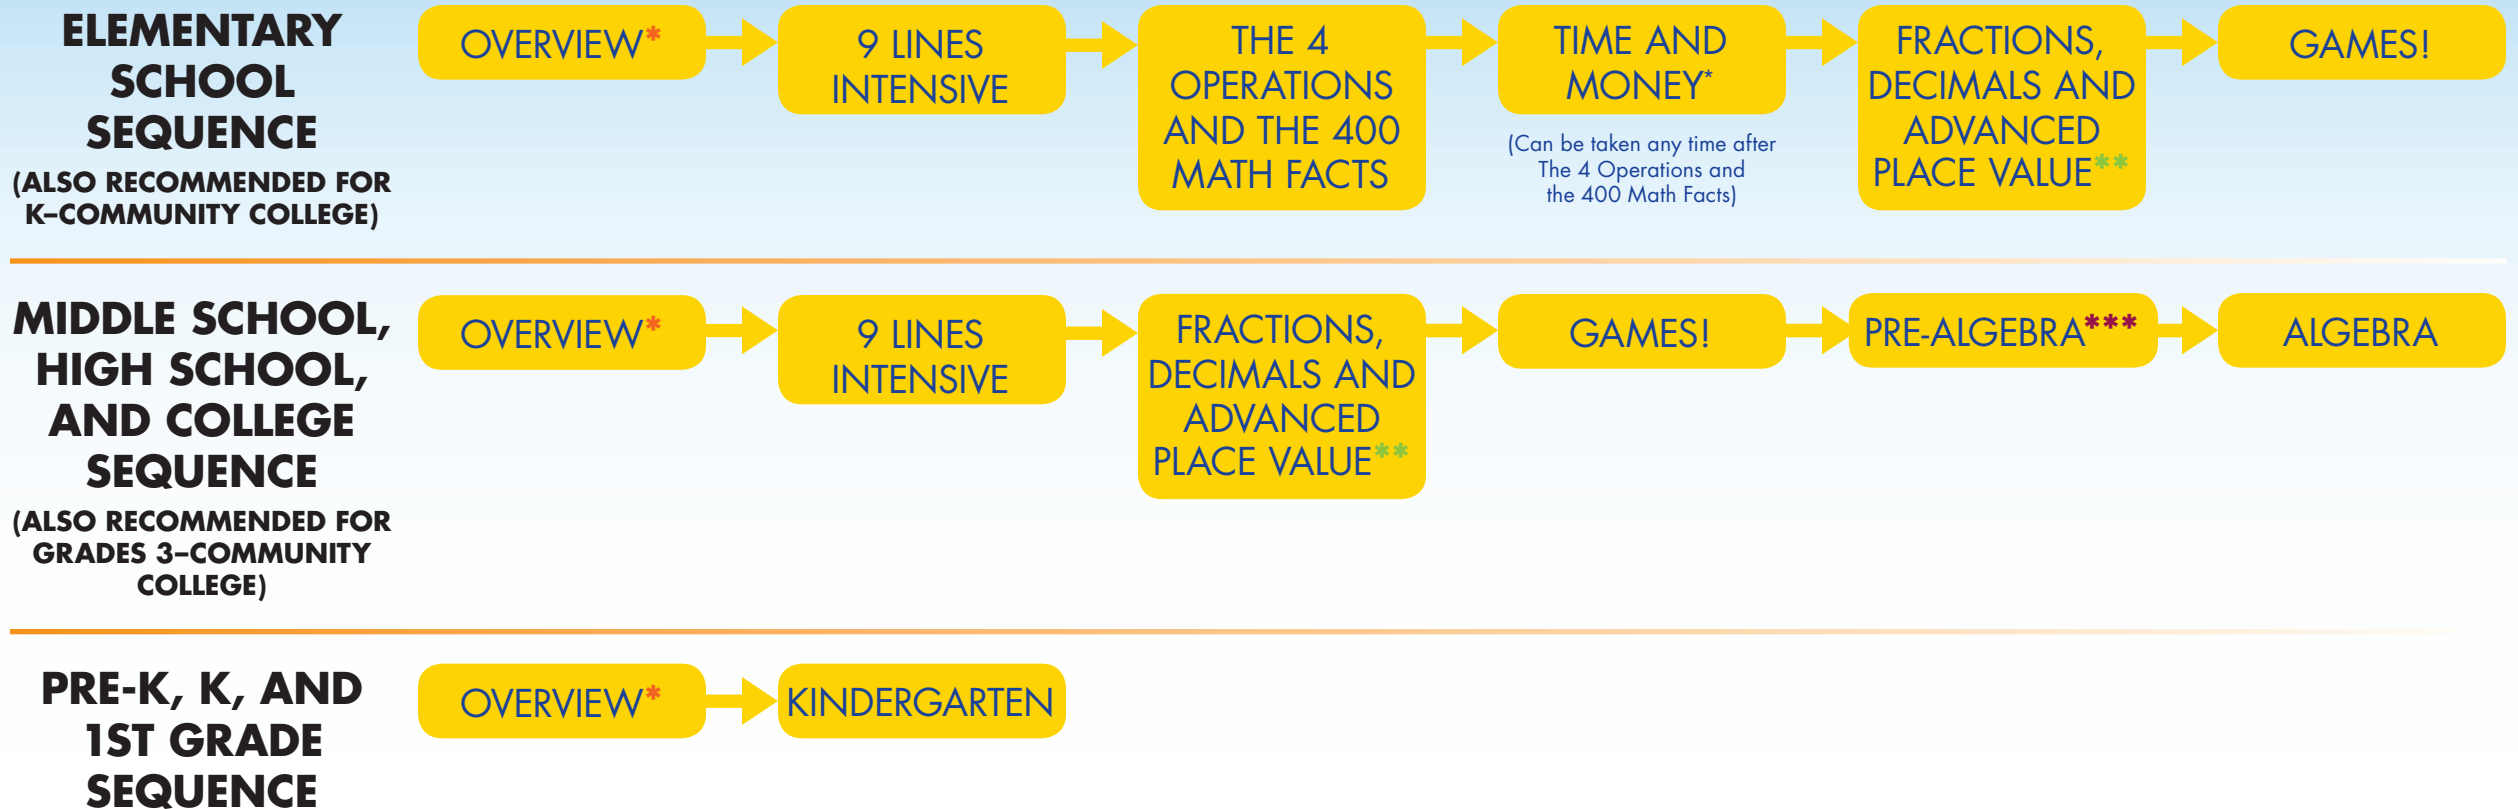 ELEMENTARY
SCHOOL
SEQUENCE
(ALSO RECOMMENDED FOR
K–COMMUNITY COLLEGE)
OVERVIEW*
9 LINES
INTENSIVE
THE 4
OPERATIONS
AND THE 400
MATH FACTS
TIME AND
MONEY*
(Can be taken any time after
The 4 Operations and
the 400 Math Facts)
FRACTIONS,
DECIMALS AND
ADVANCED
PLACE VALUE**
GAMES!
MIDDLE SCHOOL,
HIGH SCHOOL,
AND COLLEGE
SEQUENCE
(ALSO RECOMMENDED FOR
GRADES 3–COMMUNITY
COLLEGE)
OVERVIEW*
9 LINES
INTENSIVE
FRACTIONS,
DECIMALS AND
ADVANCED
PLACE VALUE**
GAMES!
PRE-ALGEBRA***
ALGEBRA
PRE-K, K, AND
1ST GRADE
SEQUENCE
OVERVIEW*
KINDERGARTEN